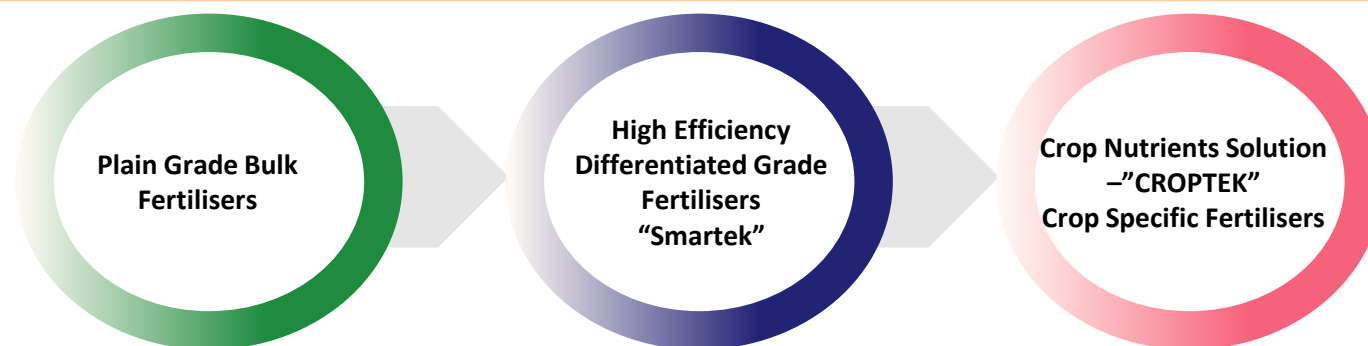 Plain Grade Bulk
Fertilisers
High Efficiency
Differentiated Grade
Fertilisers
“Smartek”
Crop Nutrients Solution
–”CROPTEK”
Crop Specific Fertilisers